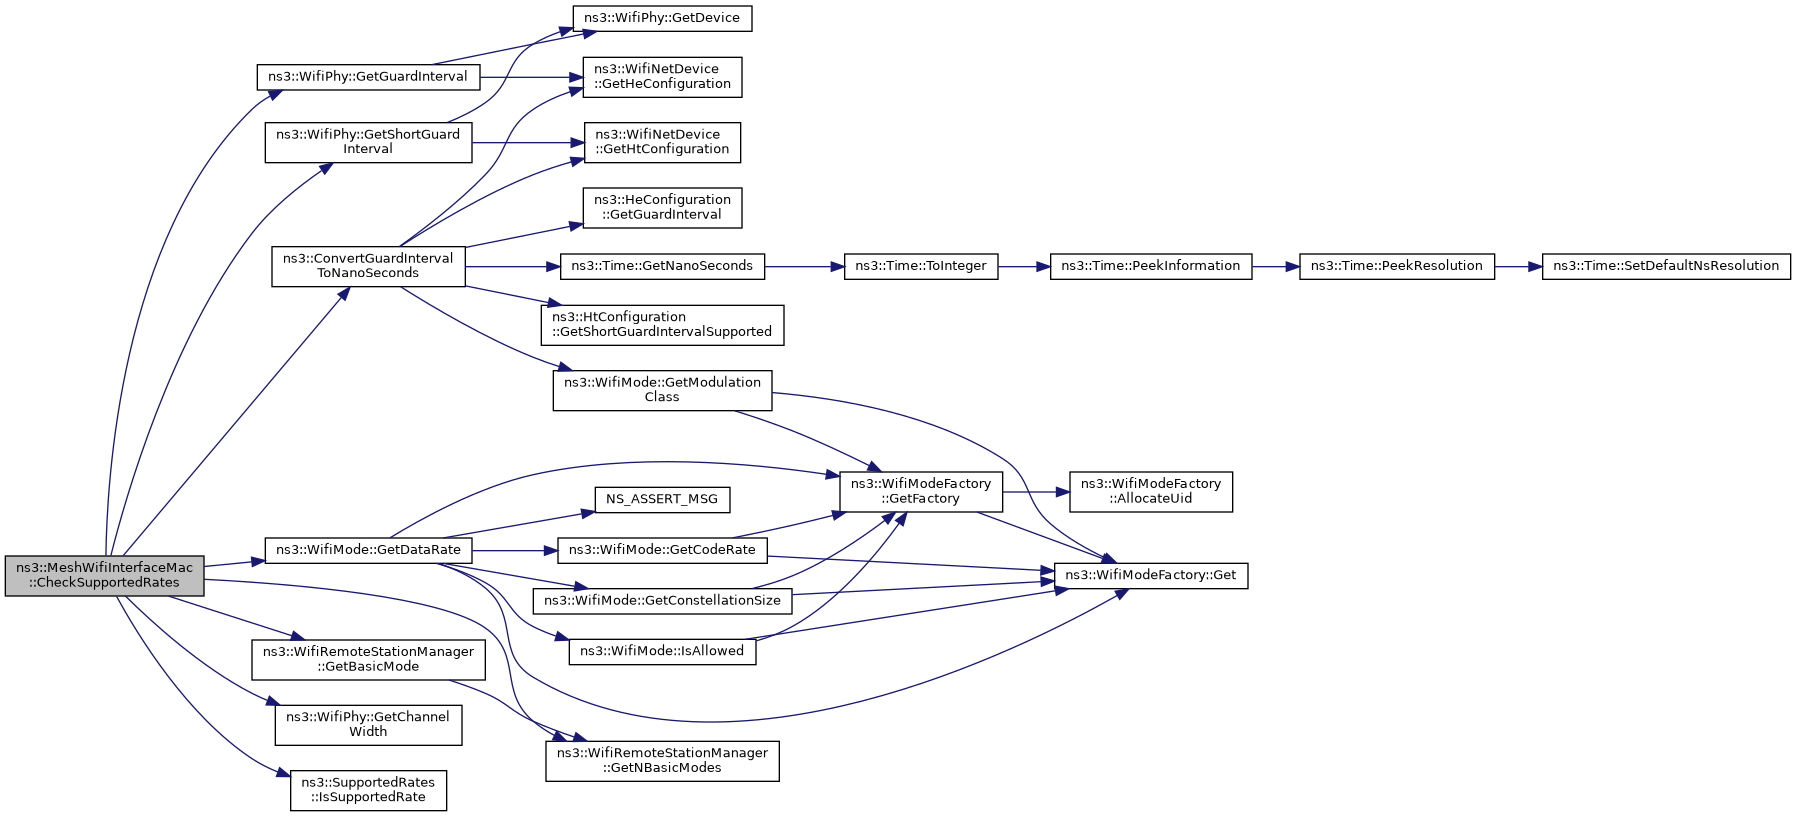 ns3::MeshWifiInterfaceMac
::CheckSupportedRates
ns3::WifiPhy::GetGuardInterval
ns3::WifiPhy::GetShortGuard
Interval
ns3::ConvertGuardInterval
ToNanoSeconds
ns3::WifiMode::GetDataRate
ns3::WifiRemoteStationManager
::GetBasicMode
ns3::WifiPhy::GetChannel
Width
ns3::SupportedRates
::IsSupportedRate
ns3::WifiPhy::GetDevice
ns3::WifiNetDevice
::GetHeConfiguration
ns3::WifiNetDevice
::GetHtConfiguration
ns3::HeConfiguration
::GetGuardInterval
ns3::Time::GetNanoSeconds
ns3::HtConfiguration
::GetShortGuardIntervalSupported
ns3::WifiMode::GetModulation
Class
NS_ASSERT_MSG
ns3::WifiMode::GetCodeRate
ns3::WifiMode::GetConstellationSize
ns3::WifiMode::IsAllowed
ns3::WifiRemoteStationManager
::GetNBasicModes
ns3::Time::ToInteger
ns3::WifiModeFactory
::GetFactory
ns3::Time::PeekInformation
ns3::WifiModeFactory
::AllocateUid
ns3::WifiModeFactory::Get
ns3::Time::PeekResolution
ns3::Time::SetDefaultNsResolution